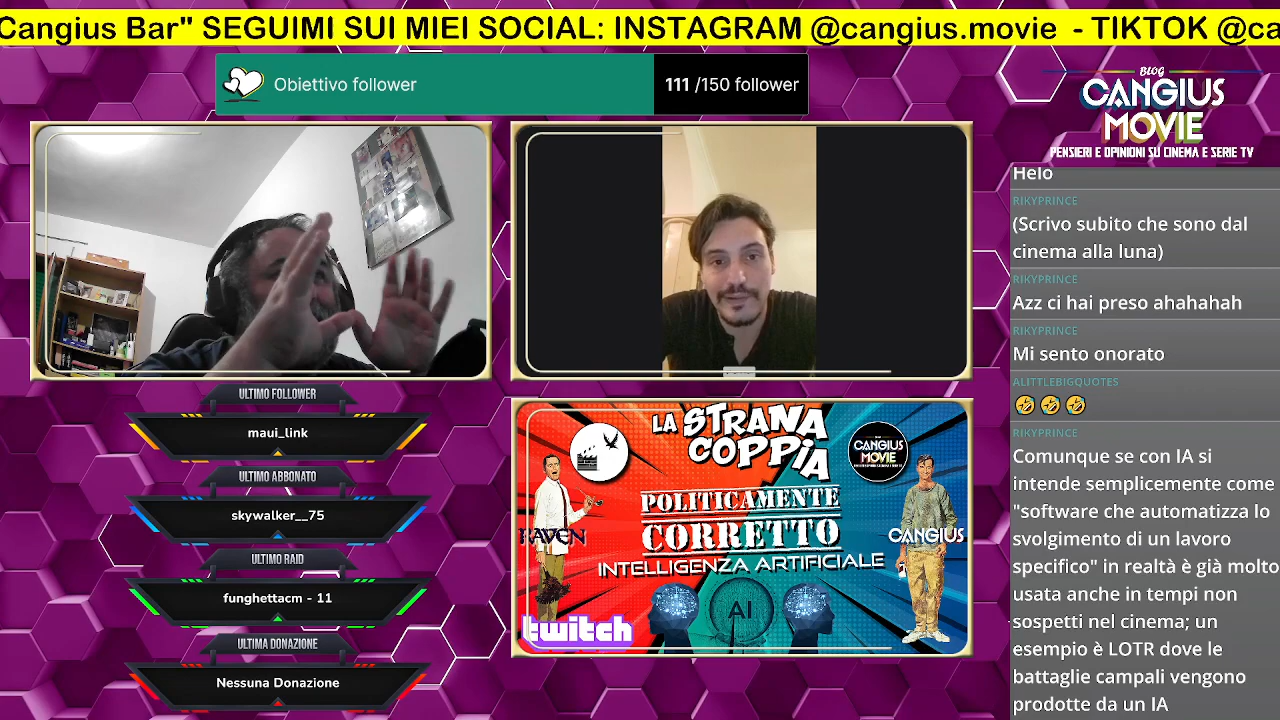 Cangius Bar" SEGUIMI SUI MIEI SOCIAL: INSTAGRAM @cangius.movie - TIKTOK @ca
Obiettivo follower
111 /150 follower
BLOG
CANGIUS
MOVIE
PENSIERI E OPINIONI SU CINEMA E SERIE TV
Helo
RIKYPRINCE
(Scrivo subito che sono dal
cinema alla luna)
RIKYPRINCE
Azz ci hai preso ahahahah
RIKYPRINCE
Mi sento onorato
ALITTLEBIGQUOTES
RIKYPRINCE
Comunque se con IA si
intende semplicemente come
"software che automatizza lo
svolgimento di un lavoro
specifico" in realtà è già molto
usata anche in tempi non
sospetti nel cinema; un
esempio è LOTR dove le
battaglie campali vengono
prodotte da un IA
ULTIMO FOLLOWER
maui_link
ULTIMO ABBONATO
skywalker__75
ULTIMO RAID
funghettacm - 11
ULTIMA DONAZIONE
Nessuna Donazione
LA STRANA
COPPIA
CANGIUS
MOVIE
POLITICAMENTE
CORRETTO
INTELLIGENZA ARTIFICIALE
RAVEN
CANGIUS
AI
twitch